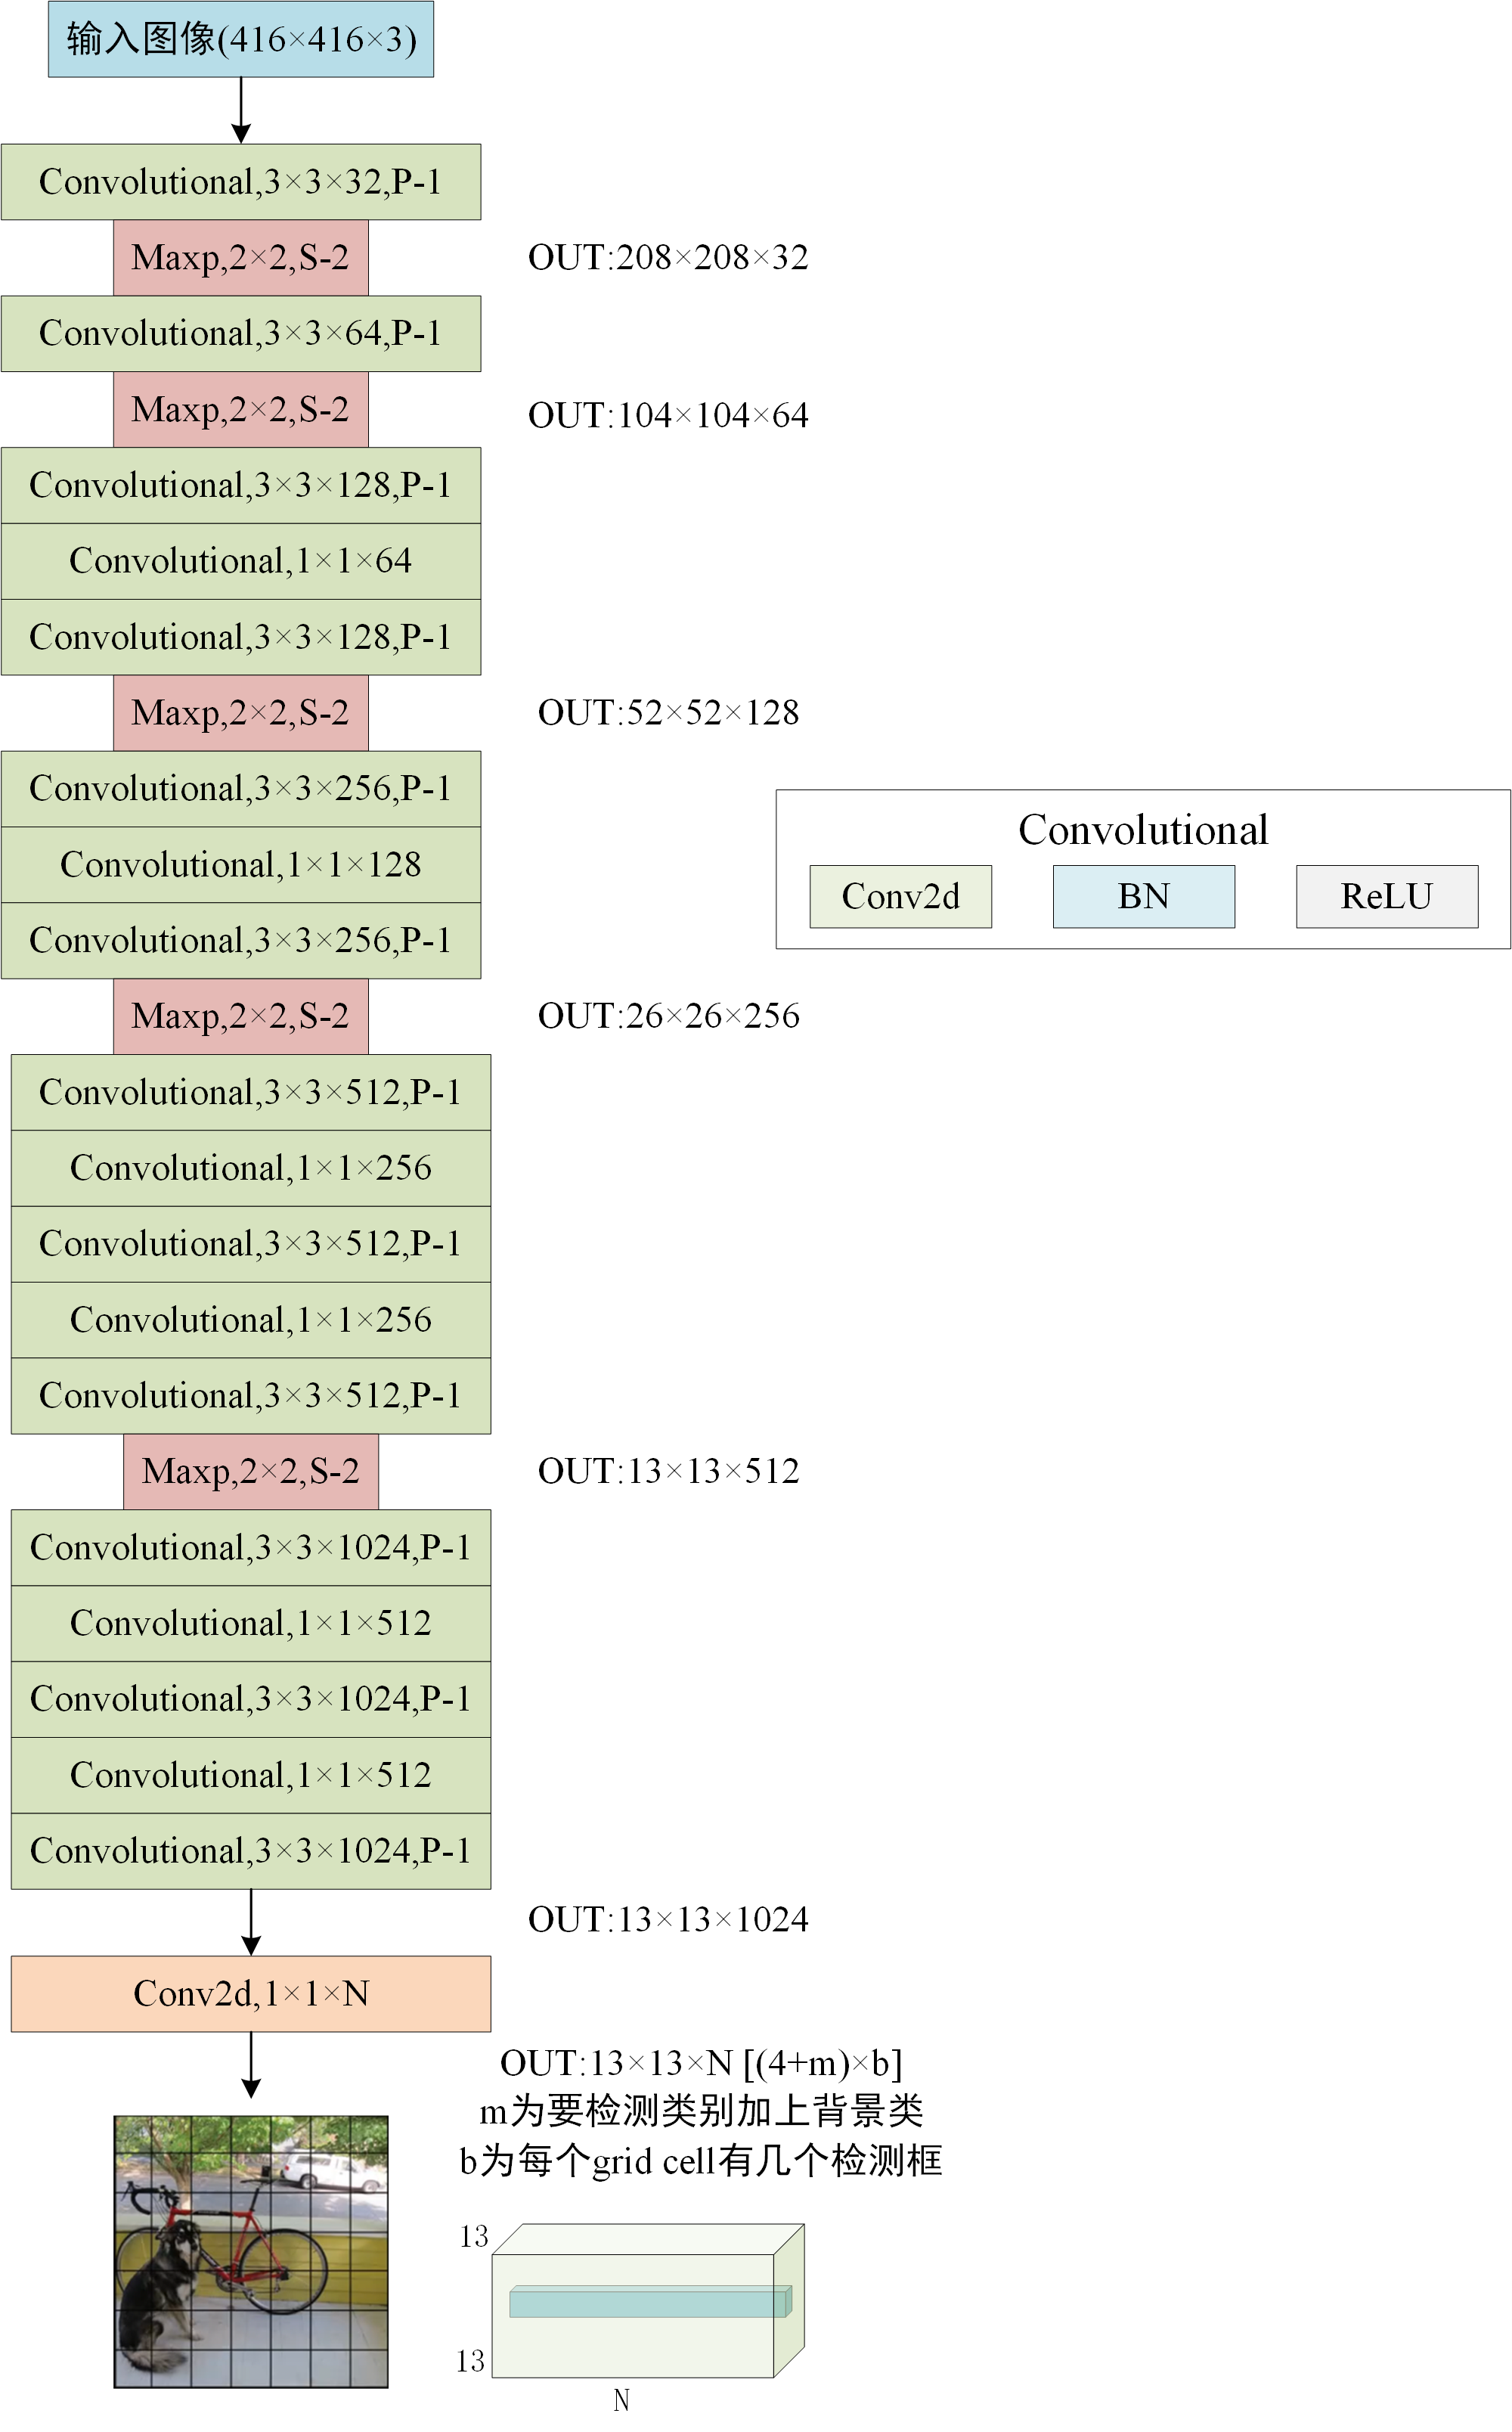 输入图像(416×416×3)
Convolutional,3×3×32,P-1
Maxp,2×2,S-2
OUT:208×208×32
Convolutional,3×3×64,P-1
Maxp,2×2,S-2
OUT:104×104×64
Convolutional,3×3×128,P-1
Convolutional,1×1×64
Convolutional,3×3×128,P-1
Maxp,2×2,S-2
OUT:52×52×128
Convolutional,3×3×256,P-1
Convolutional,1×1×128
Convolutional,3×3×256,P-1
Convolutional
Conv2d
BN
ReLU
Maxp,2×2,S-2
OUT:26×26×256
Convolutional,3×3×512,P-1
Convolutional,1×1×256
Convolutional,3×3×512,P-1
Convolutional,1×1×256
Convolutional,3×3×512,P-1
Maxp,2×2,S-2
OUT:13×13×512
Convolutional,3×3×1024,P-1
Convolutional,1×1×512
Convolutional,3×3×1024,P-1
Convolutional,1×1×512
Convolutional,3×3×1024,P-1
OUT:13×13×1024
Conv2d,1×1×N
OUT:13×13×N [(4+m)×b]
m为要检测类别加上背景类
b为每个grid cell有几个检测框
13
13
N